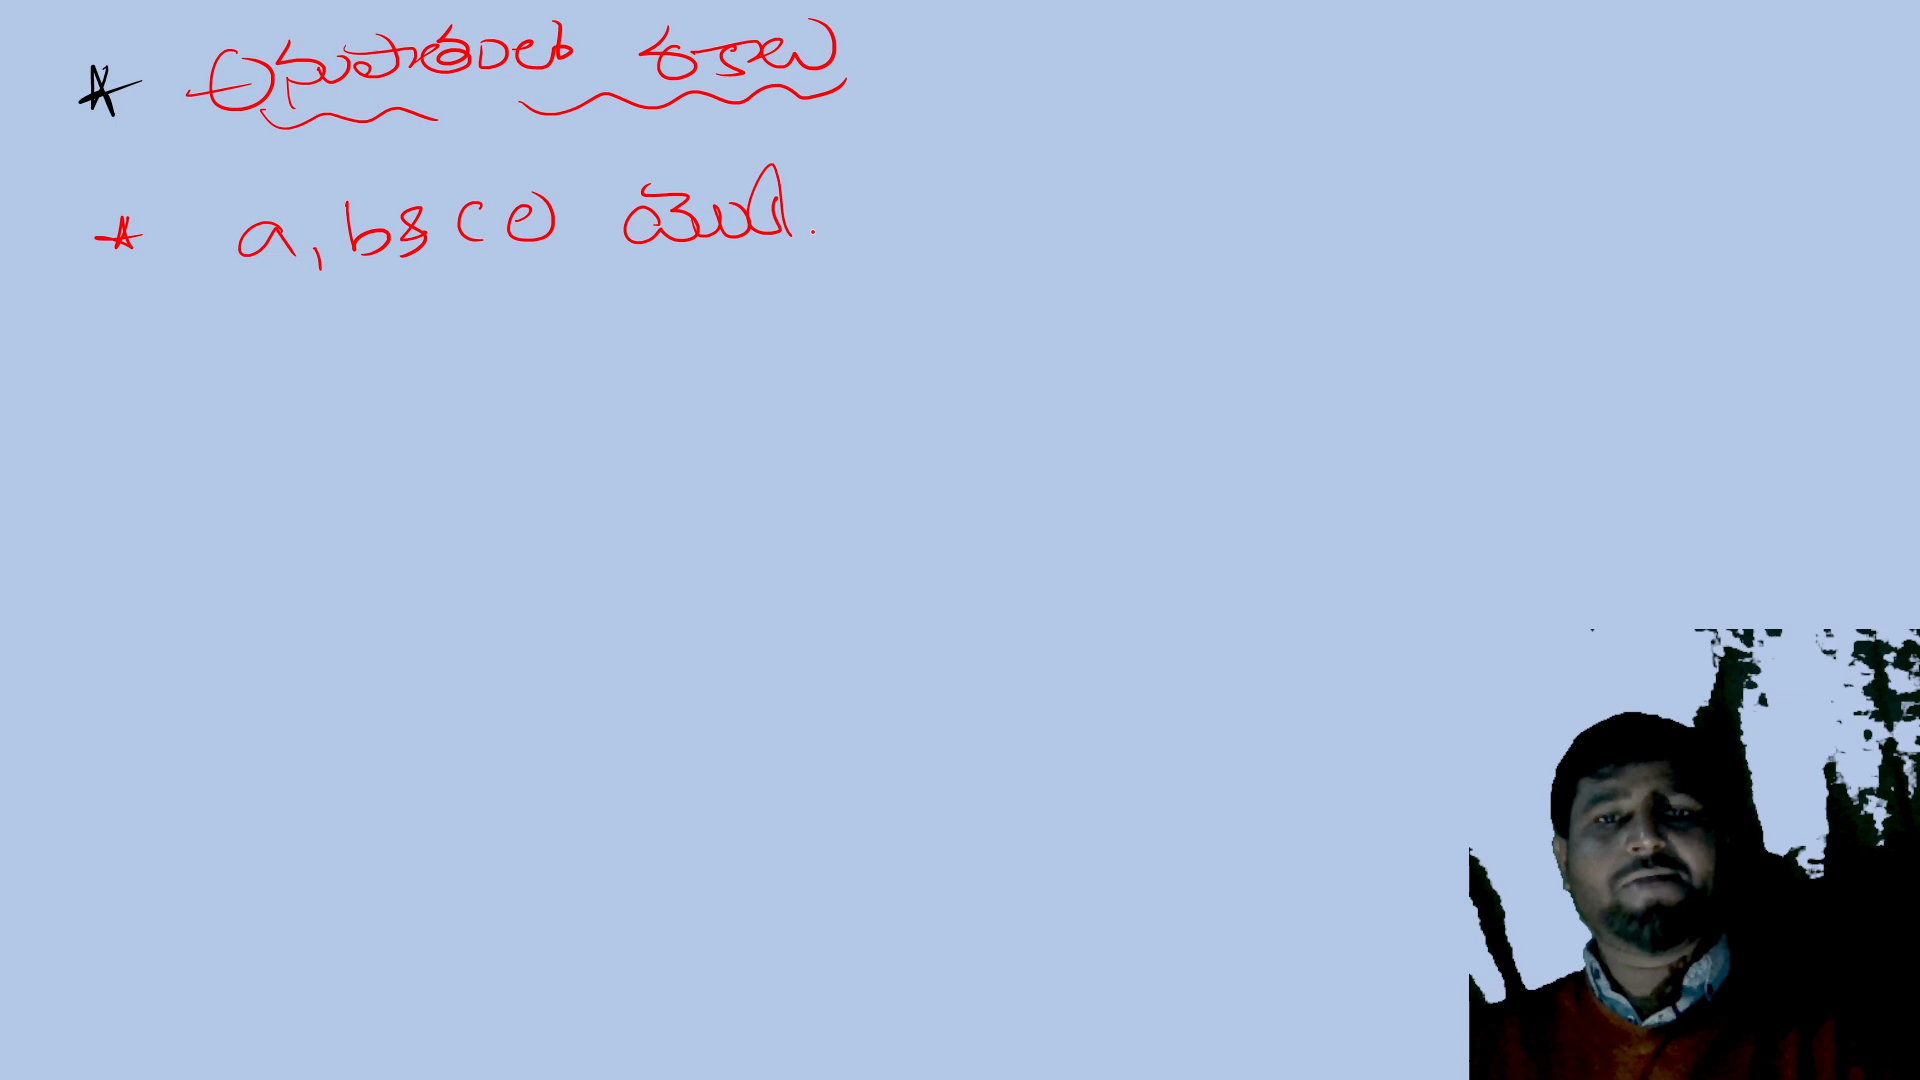 * అనుపాతంలో రకాలు
* a, b & c ల యొక్క